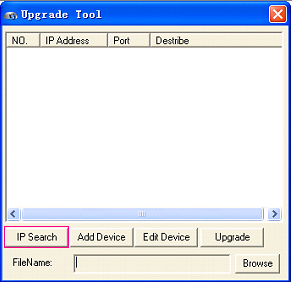 Upgrade Tool
NO. IP Address Port Destribe
IP Search Add Device Edit Device Upgrade
FileName: Browse